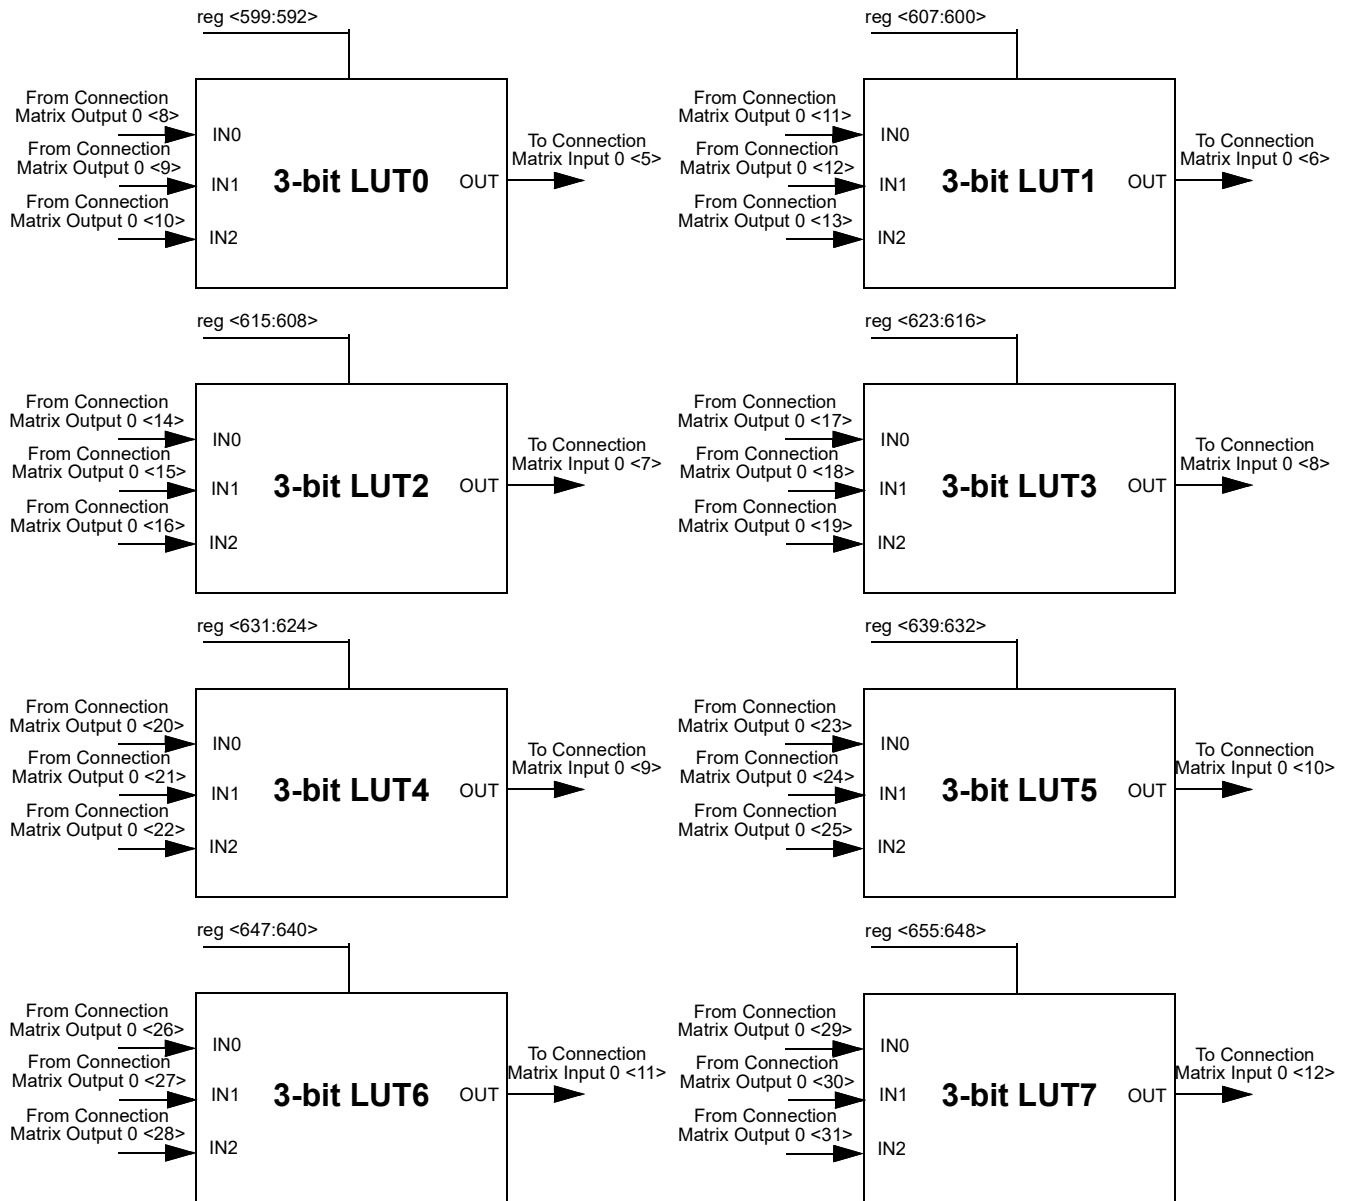 reg <599:592>
From Connection
Matrix Output 0 <8>
IN0
From Connection
Matrix Output 0 <9>
IN1
From Connection
Matrix Output 0 <10>
IN2
3-bit LUT0
OUT
To Connection
Matrix Input 0 <5>
reg <607:600>
From Connection
Matrix Output 0 <11>
IN0
From Connection
Matrix Output 0 <12>
IN1
From Connection
Matrix Output 0 <13>
IN2
3-bit LUT1
OUT
To Connection
Matrix Input 0 <6>
reg <615:608>
From Connection
Matrix Output 0 <14>
IN0
From Connection
Matrix Output 0 <15>
IN1
From Connection
Matrix Output 0 <16>
IN2
3-bit LUT2
OUT
To Connection
Matrix Input 0 <7>
reg <623:616>
From Connection
Matrix Output 0 <17>
IN0
From Connection
Matrix Output 0 <18>
IN1
From Connection
Matrix Output 0 <19>
IN2
3-bit LUT3
OUT
To Connection
Matrix Input 0 <8>
reg <631:624>
From Connection
Matrix Output 0 <20>
IN0
From Connection
Matrix Output 0 <21>
IN1
From Connection
Matrix Output 0 <22>
IN2
3-bit LUT4
OUT
To Connection
Matrix Input 0 <9>
reg <639:632>
From Connection
Matrix Output 0 <23>
IN0
From Connection
Matrix Output 0 <24>
IN1
From Connection
Matrix Output 0 <25>
IN2
3-bit LUT5
OUT
To Connection
Matrix Input 0 <10>
reg <647:640>
From Connection
Matrix Output 0 <26>
IN0
From Connection
Matrix Output 0 <27>
IN1
From Connection
Matrix Output 0 <28>
IN2
3-bit LUT6
OUT
To Connection
Matrix Input 0 <11>
reg <655:648>
From Connection
Matrix Output 0 <29>
IN0
From Connection
Matrix Output 0 <30>
IN1
From Connection
Matrix Output 0 <31>
IN2
3-bit LUT7
OUT
To Connection
Matrix Input 0 <12>